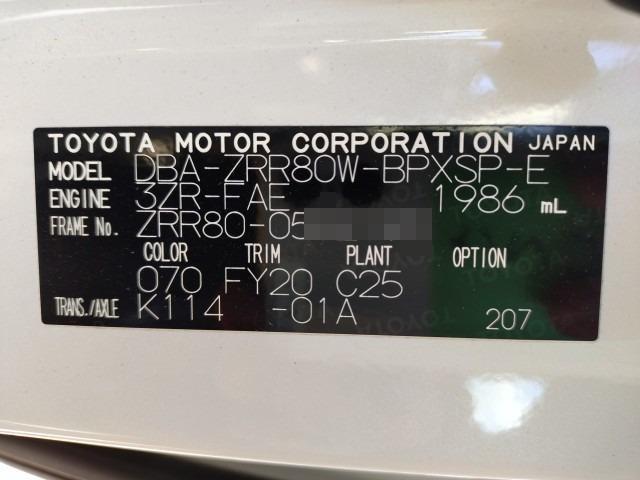 TOYOTA MOTOR CORPORATION JAPAN
MODEL DBA-ZRR80W-BPXSP-E
ENGINE 3ZR-FAE 1986 mL
FRAME No. ZRR80-05
COLOR TRIM PLANT OPTION
070 FY20 C25
TRANS./AXLE K114 -01A 207